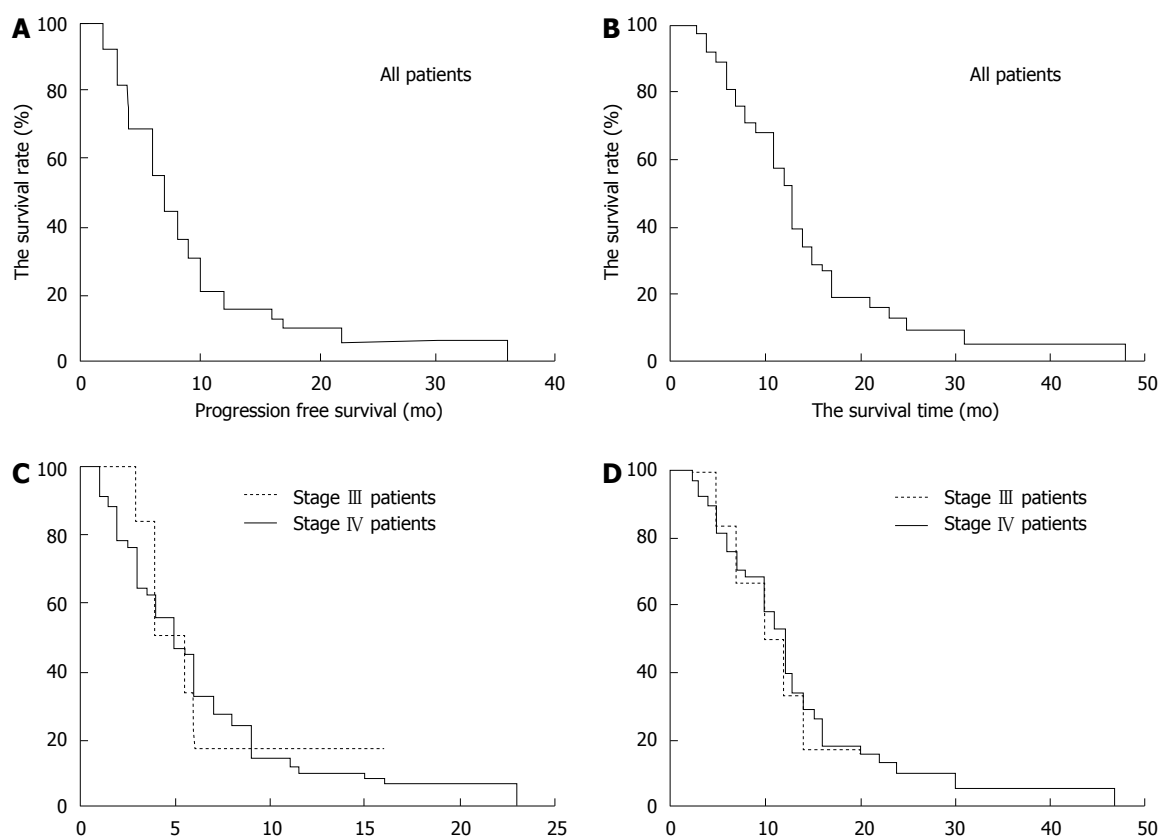 A
All patients
The survival rate (%)
100
80
60
40
20
0
0 10 20 30 40
Progression free survival (mo)
B
All patients
The survival rate (%)
100
80
60
40
20
0
0 10 20 30 40 50
The survival time (mo)
C
Stage Ⅲ patients
Stage Ⅳ patients
100
80
60
40
20
0
5 10 15 20 25
D
Stage Ⅲ patients
Stage Ⅳ patients
100
80
60
40
20
0
0 10 20 30 40 50